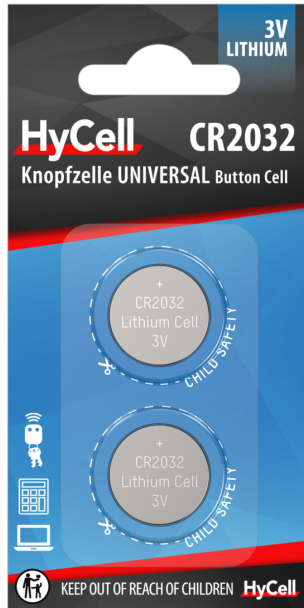 3V
LITHIUM
HyCell CR2032
Knopfzelle UNIVERSAL Button Cell
+
CR2032
Lithium Cell
3V
CHILD SAFETY
+
CR2032
Lithium Cell
3V
CHILD SAFETY
KEEP OUT OF REACH OF CHILDREN HyCell